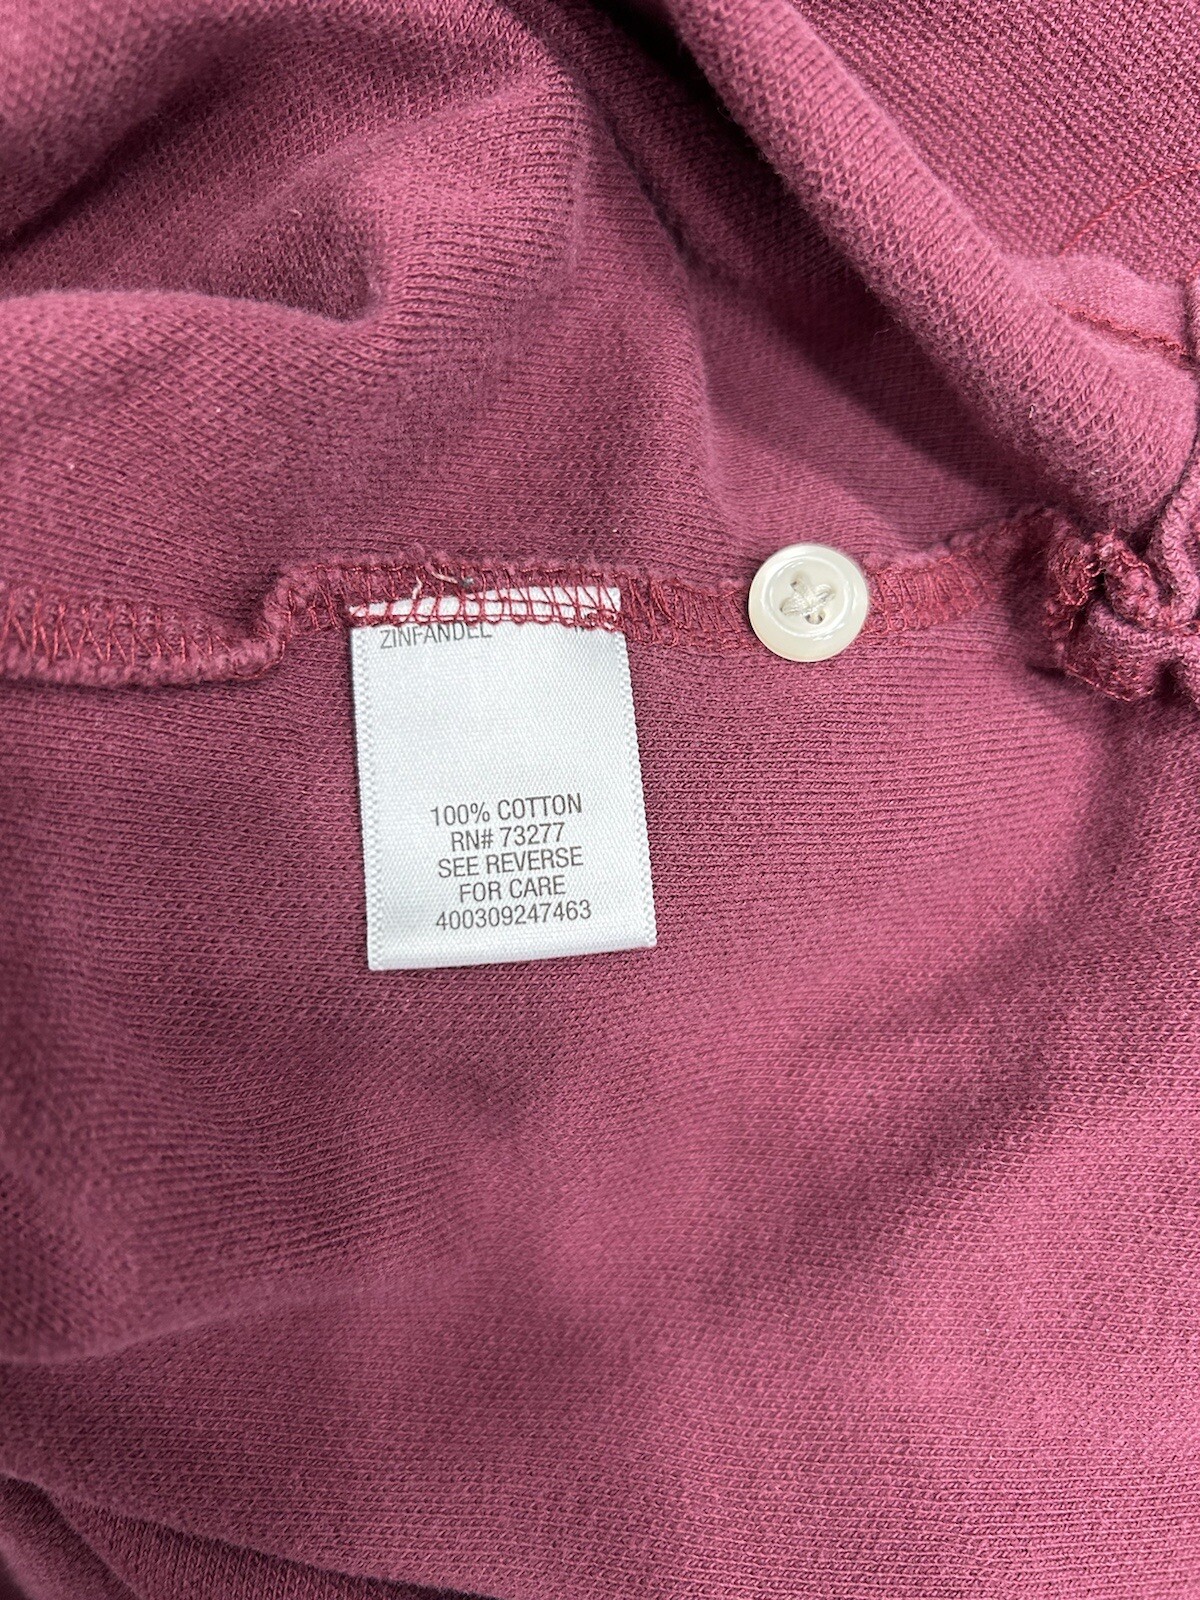 ZINFANDEL
100% COTTON
RN# 73277
SEE REVERSE
FOR CARE
400309247463